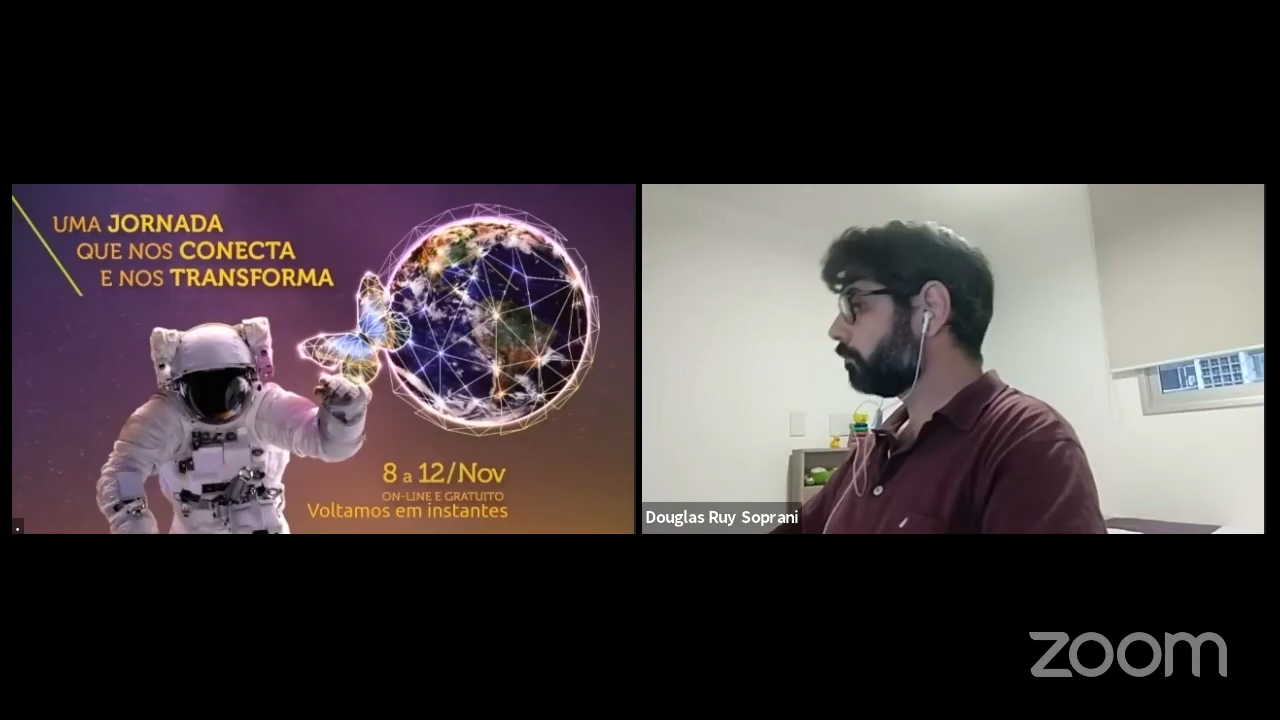 UMA JORNADA
QUE NOS CONECTA
E NOS TRANSFORMA
8 a 12/Nov
ON-LINE E GRATUITO
Voltamos em instantes
.
Douglas Ruy Soprani
zoom